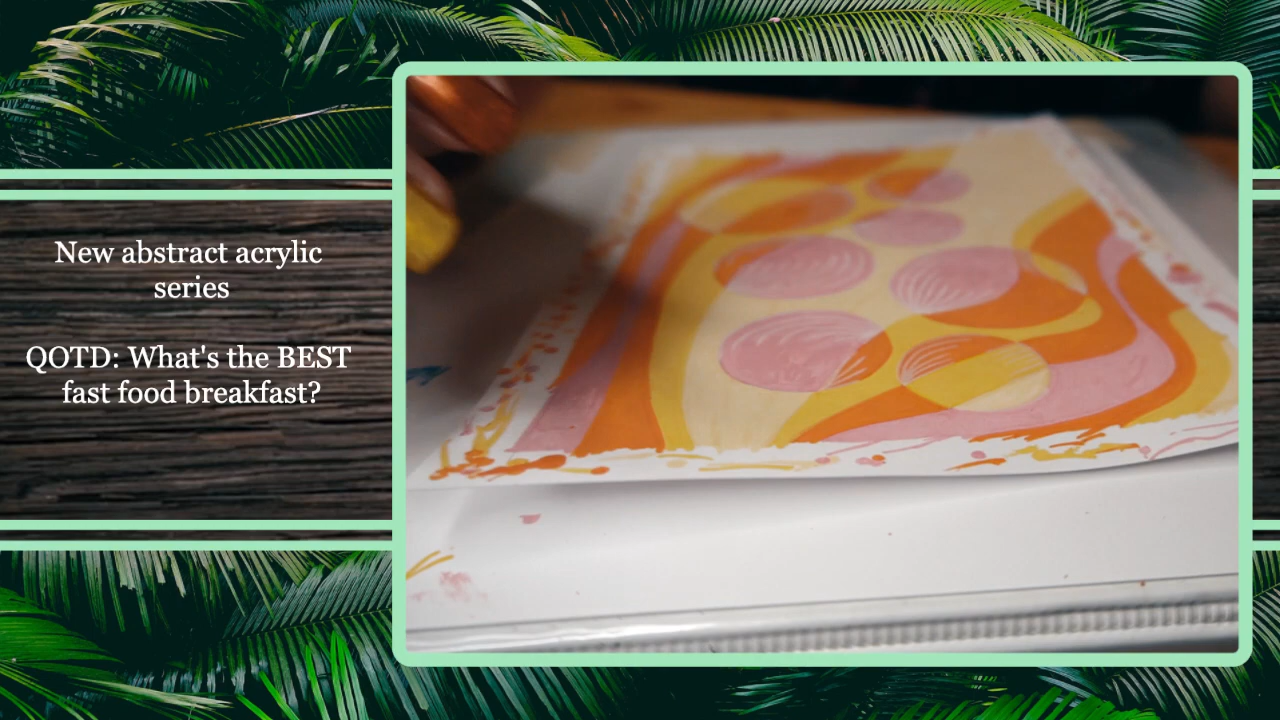 New abstract acrylic
series
QOTD: What's the BEST
fast food breakfast?